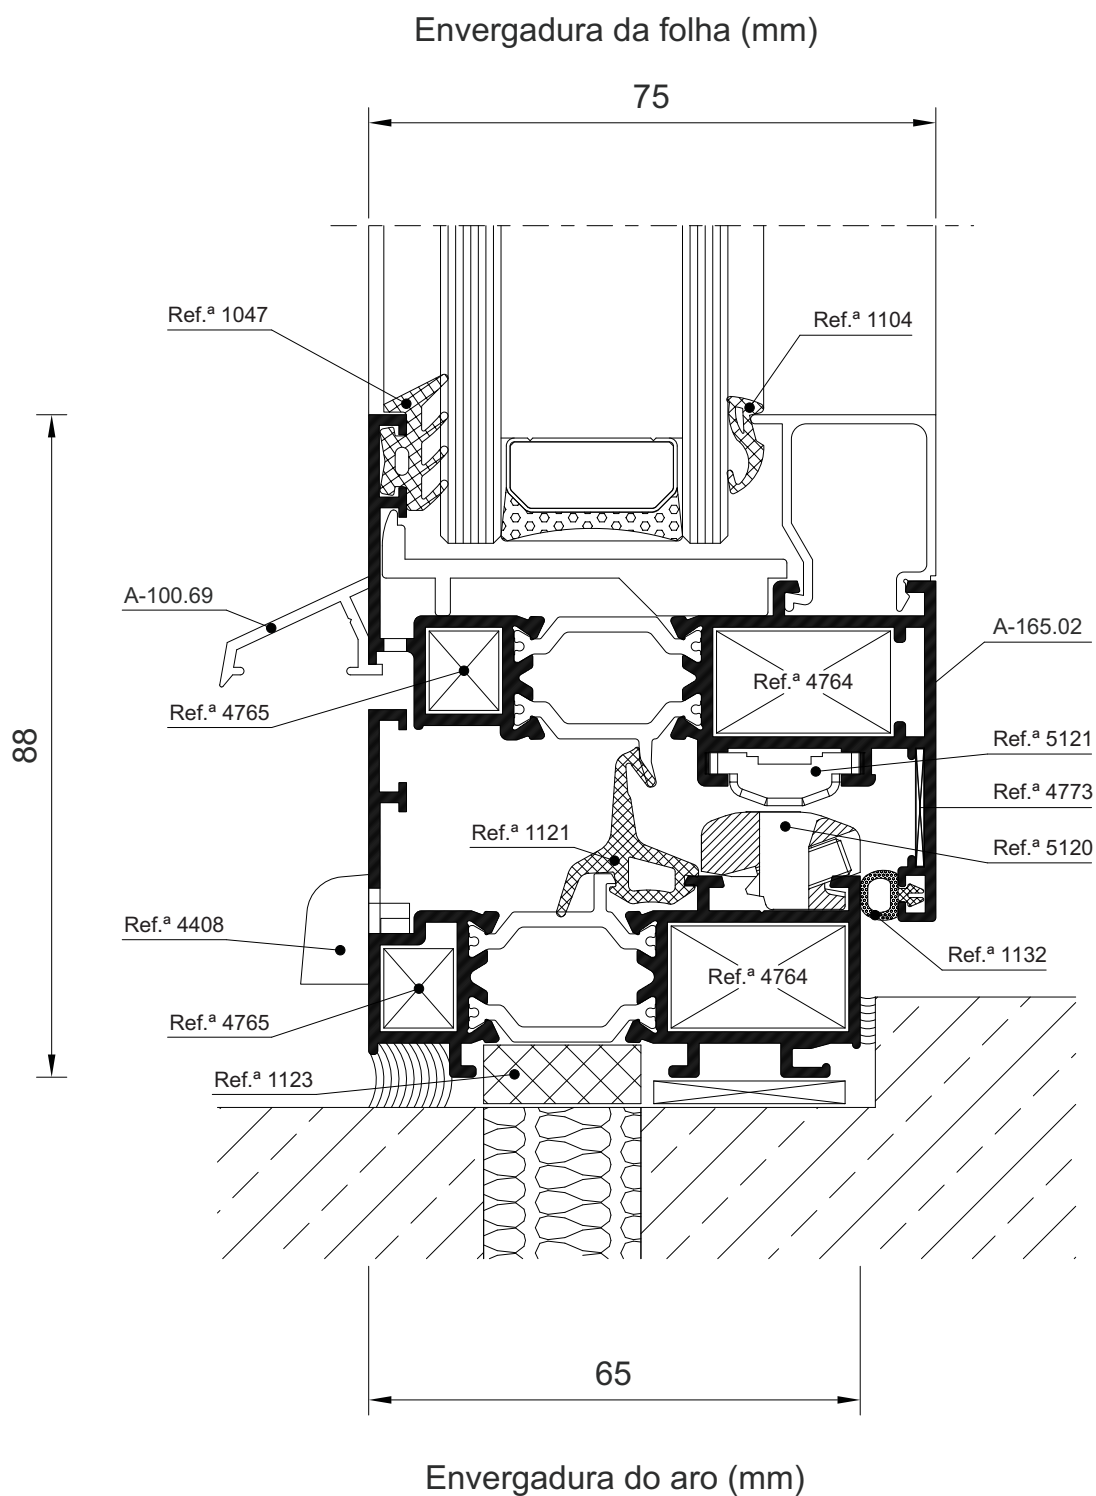 Envergadura da folha (mm)
75
Ref.ª 1047
Ref.ª 1104
A-100.69
A-165.02
Ref.ª 4764
Ref.ª 4765
Ref.ª 5121
88
Ref.ª 4773
Ref.ª 1121
Ref.ª 5120
Ref.ª 4408
Ref.ª 1132
Ref.ª 4764
Ref.ª 4765
Ref.ª 1123
65
Envergadura do aro (mm)